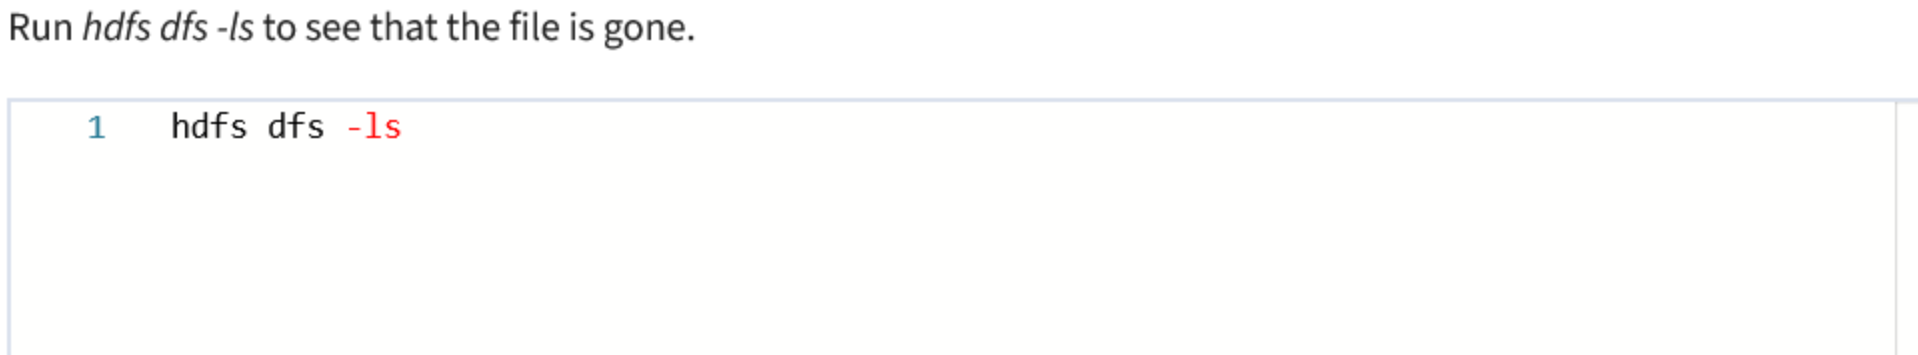 Run hdfs dfs -ls to see that the file is gone.
1 hdfs dfs -ls